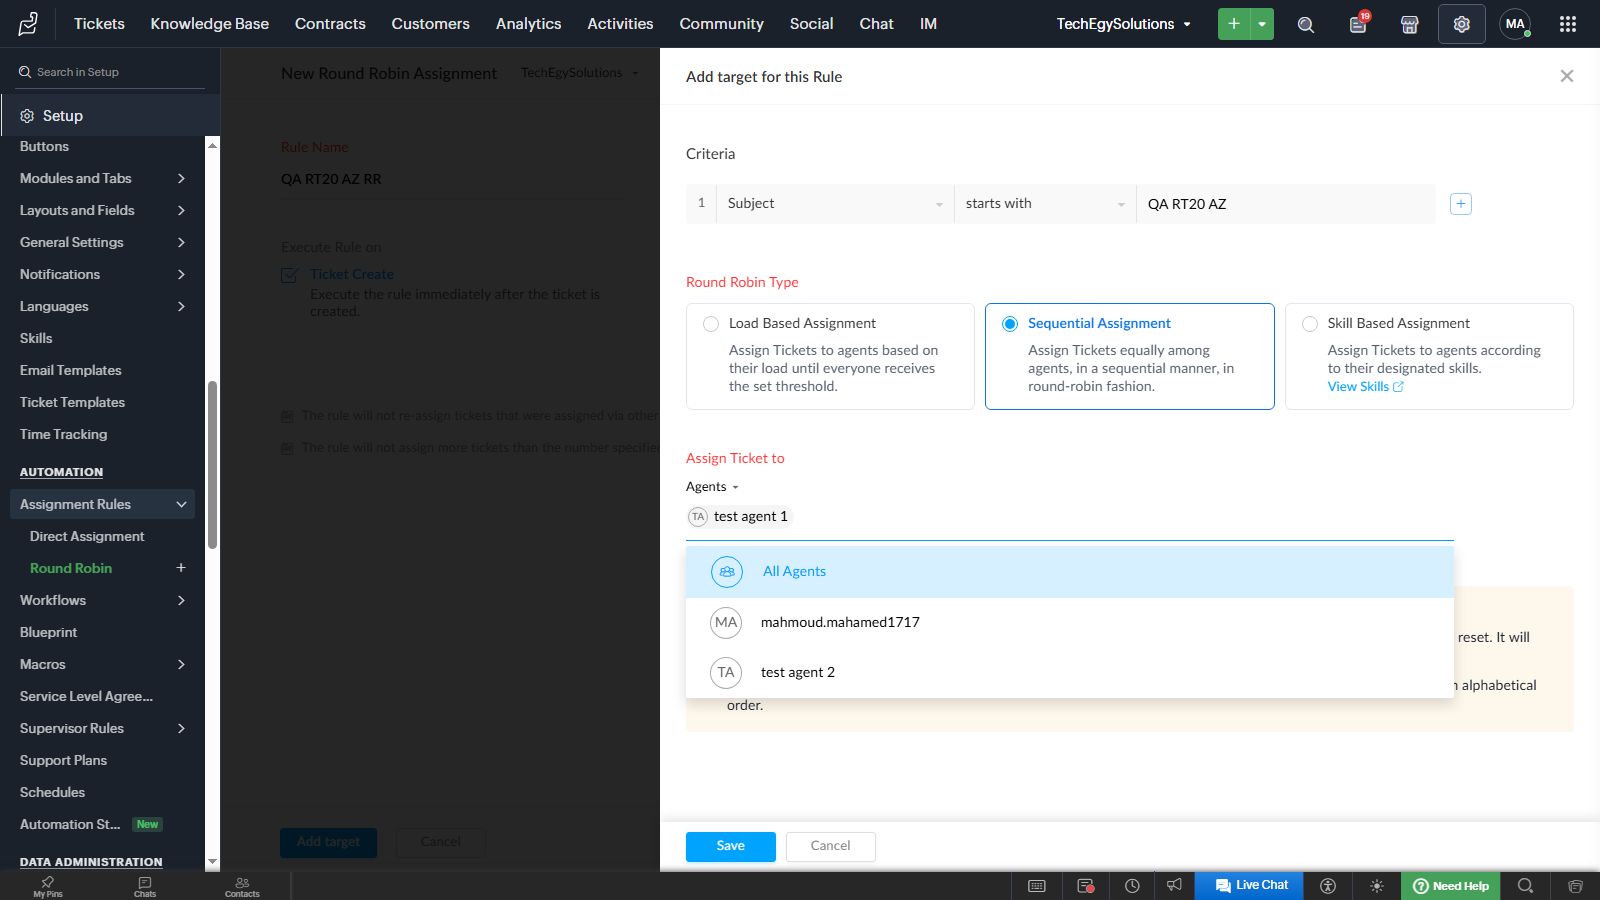 Tickets Knowledge Base Contracts Customers Analytics Activities Community Social Chat IM TechEgySolutions 19 MA
Search in Setup
Setup
Buttons
Modules and Tabs
Layouts and Fields
General Settings
Notifications
Languages
Skills
Email Templates
Ticket Templates
Time Tracking
AUTOMATION
Assignment Rules
Direct Assignment
Round Robin
Workflows
Blueprint
Macros
Service Level Agree...
Supervisor Rules
Support Plans
Schedules
Automation St... New
DATA ADMINISTRATION
New Round Robin Assignment TechEgySolutions
Rule Name
QA RT20 AZ RR
Execute Rule on
Ticket Create
Execute the rule immediately after the ticket is
created.
The rule will not re-assign tickets that were assigned via other
The rule will not assign more tickets than the number specifie
Add target Cancel
Add target for this Rule
Criteria
1 Subject starts with QA RT20 AZ
Round Robin Type
Load Based Assignment
Assign Tickets to agents based on
their load until everyone receives
the set threshold.
Sequential Assignment
Assign Tickets equally among
agents, in a sequential manner, in
round-robin fashion.
Skill Based Assignment
Assign Tickets to agents according
to their designated skills.
View Skills
Assign Ticket to
Agents
TA test agent 1
All Agents
MA mahmoud.mahamed1717
TA test agent 2
reset. It will
alphabetical
order.
Save Cancel
My Pins Chats Contacts Live Chat Need Help